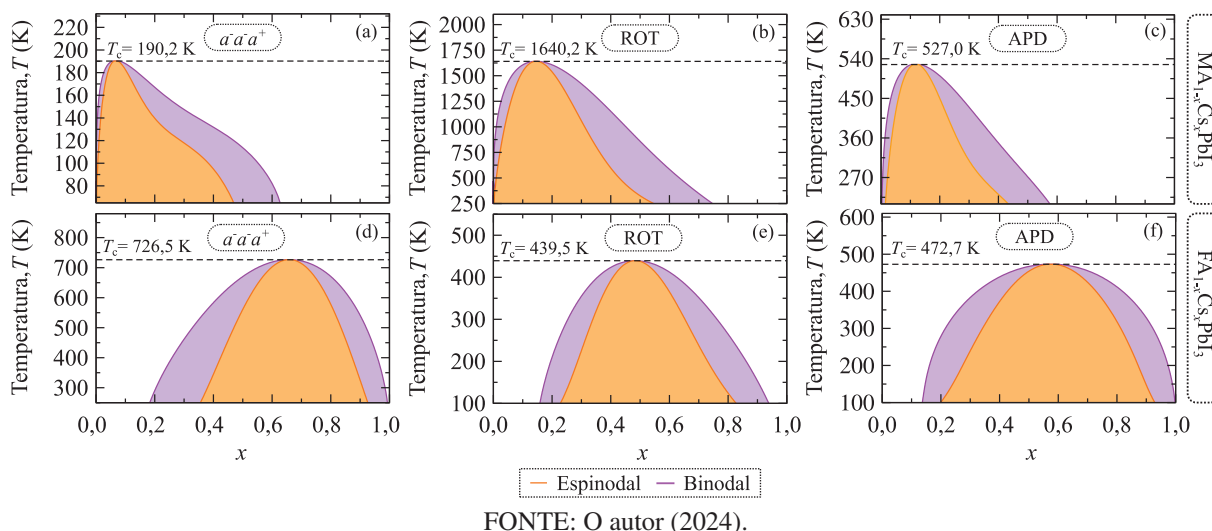 (a)
a⁻a⁻a⁺
T_c = 190,2 K
Temperatura, T (K)
220
200
180
160
140
120
100
80
(b)
ROT
T_c = 1640,2 K
Temperatura, T (K)
2000
1750
1500
1250
1000
750
500
250
(c)
APD
T_c = 527,0 K
Temperatura, T (K)
630
540
450
360
270
MA₁₋ₓCsₓPbI₃
(d)
a⁻a⁻a⁺
T_c = 726,5 K
Temperatura, T (K)
800
700
600
500
400
300
0,0 0,2 0,4 0,6 0,8 1,0
x
(e)
ROT
T_c = 439,5 K
Temperatura, T (K)
500
400
300
200
100
0,0 0,2 0,4 0,6 0,8 1,0
x
(f)
APD
T_c = 472,7 K
Temperatura, T (K)
600
500
400
300
200
100
0,0 0,2 0,4 0,6 0,8 1,0
x
FA₁₋ₓCsₓPbI₃
Espinodal Binodal
FONTE: O autor (2024).